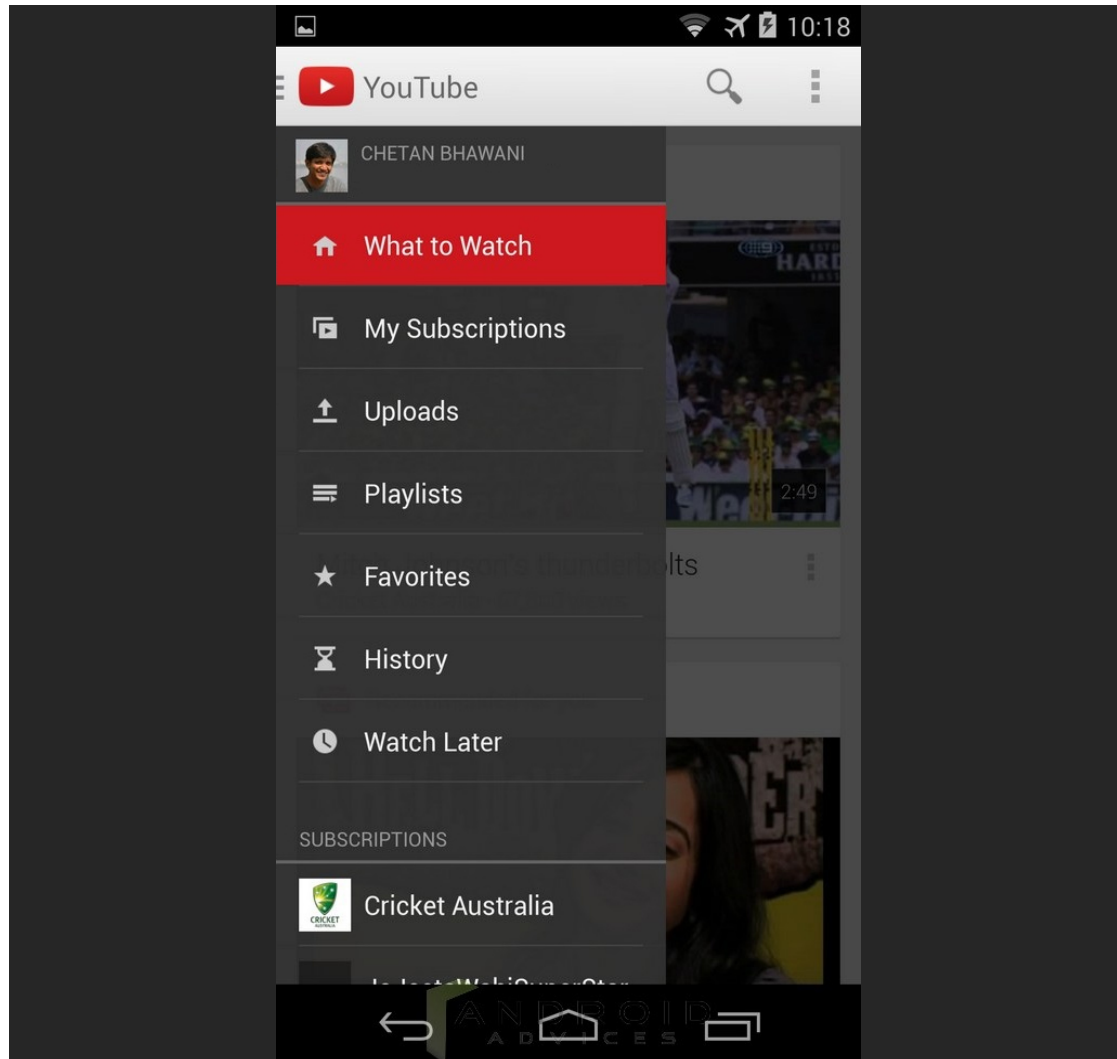 10:18
YouTube
CHETAN BHAWANI
What to Watch
HARD
My Subscriptions
Uploads
Playlists
2:49
Favorites
History
Watch Later
SUBSCRIPTIONS
CRICKET
AUSTRALIA
Cricket Australia
ANDROID
ADVICES